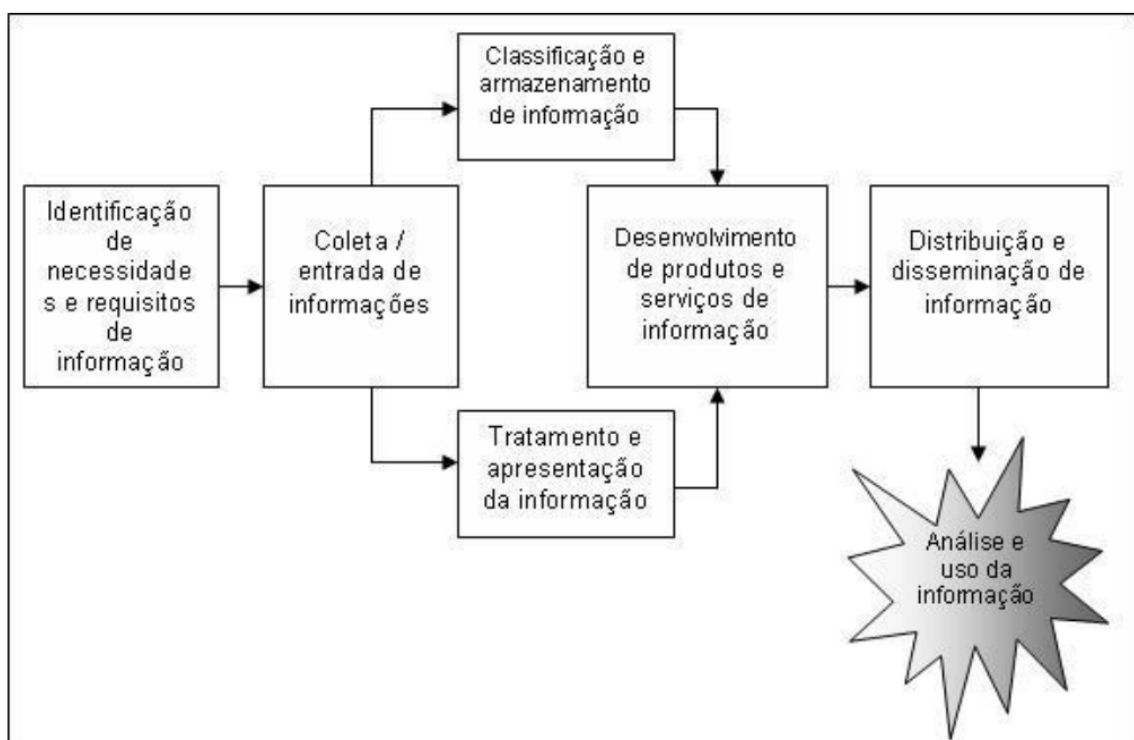 Identificação
de
necessidade
s e requisitos
de
informação
Coleta /
entrada de
informações
Classificação e
armazenamento
de informação
Tratamento e
apresentação
da informação
Desenvolvimento
de produtos e
serviços de
informação
Distribuição e
disseminação de
informação
Análise e
uso da
informação